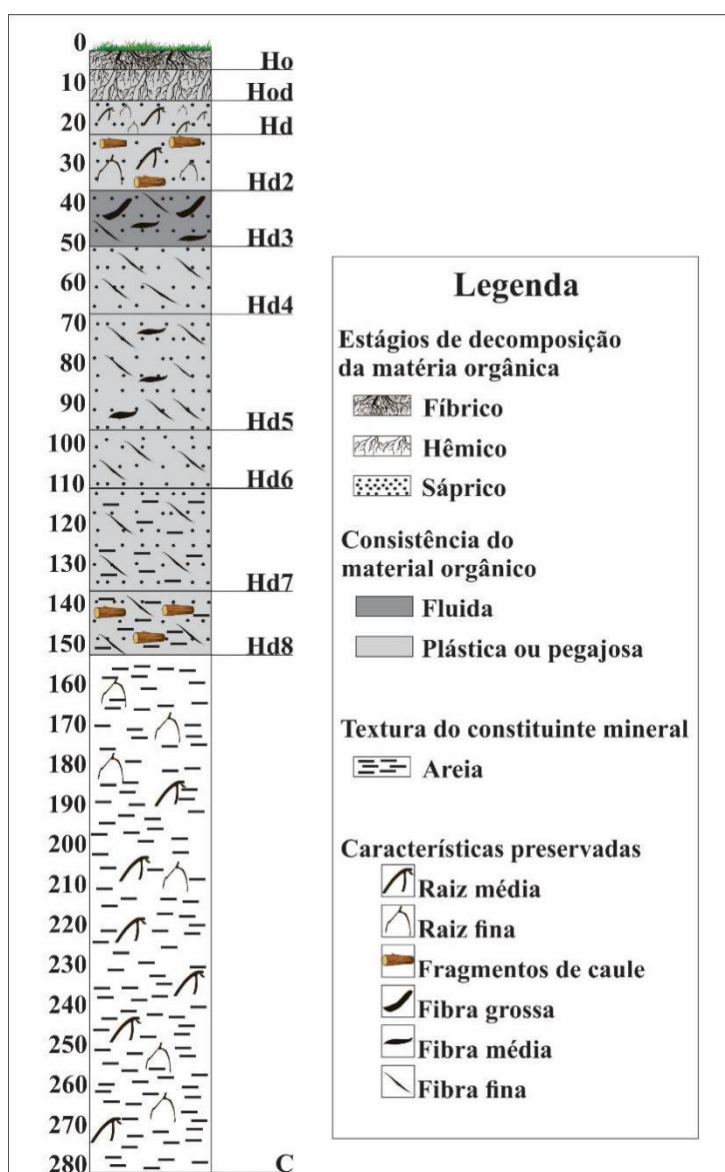 0
Ho
10
Hod
20
Hd
30
Hd2
40
50
Hd3
60
Hd4
70
80
90
Hd5
100
110
Hd6
120
130
Hd7
140
150
Hd8
160
170
180
190
200
210
220
230
240
250
260
270
280
C
Legenda
Estágios de decomposição
da matéria orgânica
Fíbrico
Hêmico
Sáprico
Consistência do
material orgânico
Fluida
Plástica ou pegajosa
Textura do constituinte mineral
Areia
Características preservadas
Raiz média
Raiz fina
Fragmentos de caule
Fibra grossa
Fibra média
Fibra fina